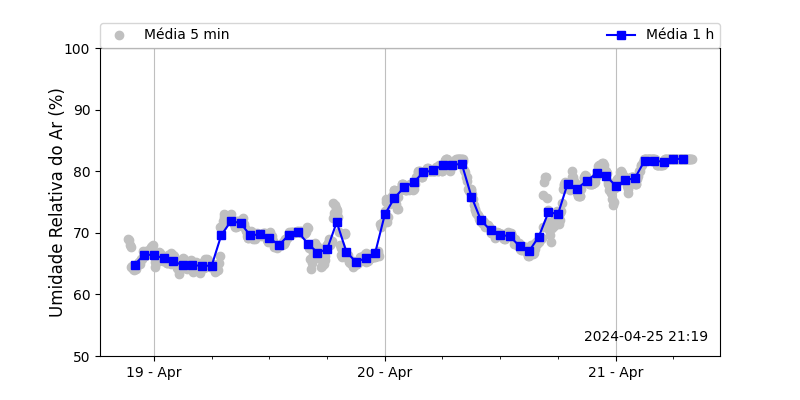 Média 5 min
Média 1 h
Umidade Relativa do Ar (%)
100
90
80
70
60
50
2024-04-25 21:19
19 - Apr
20 - Apr
21 - Apr